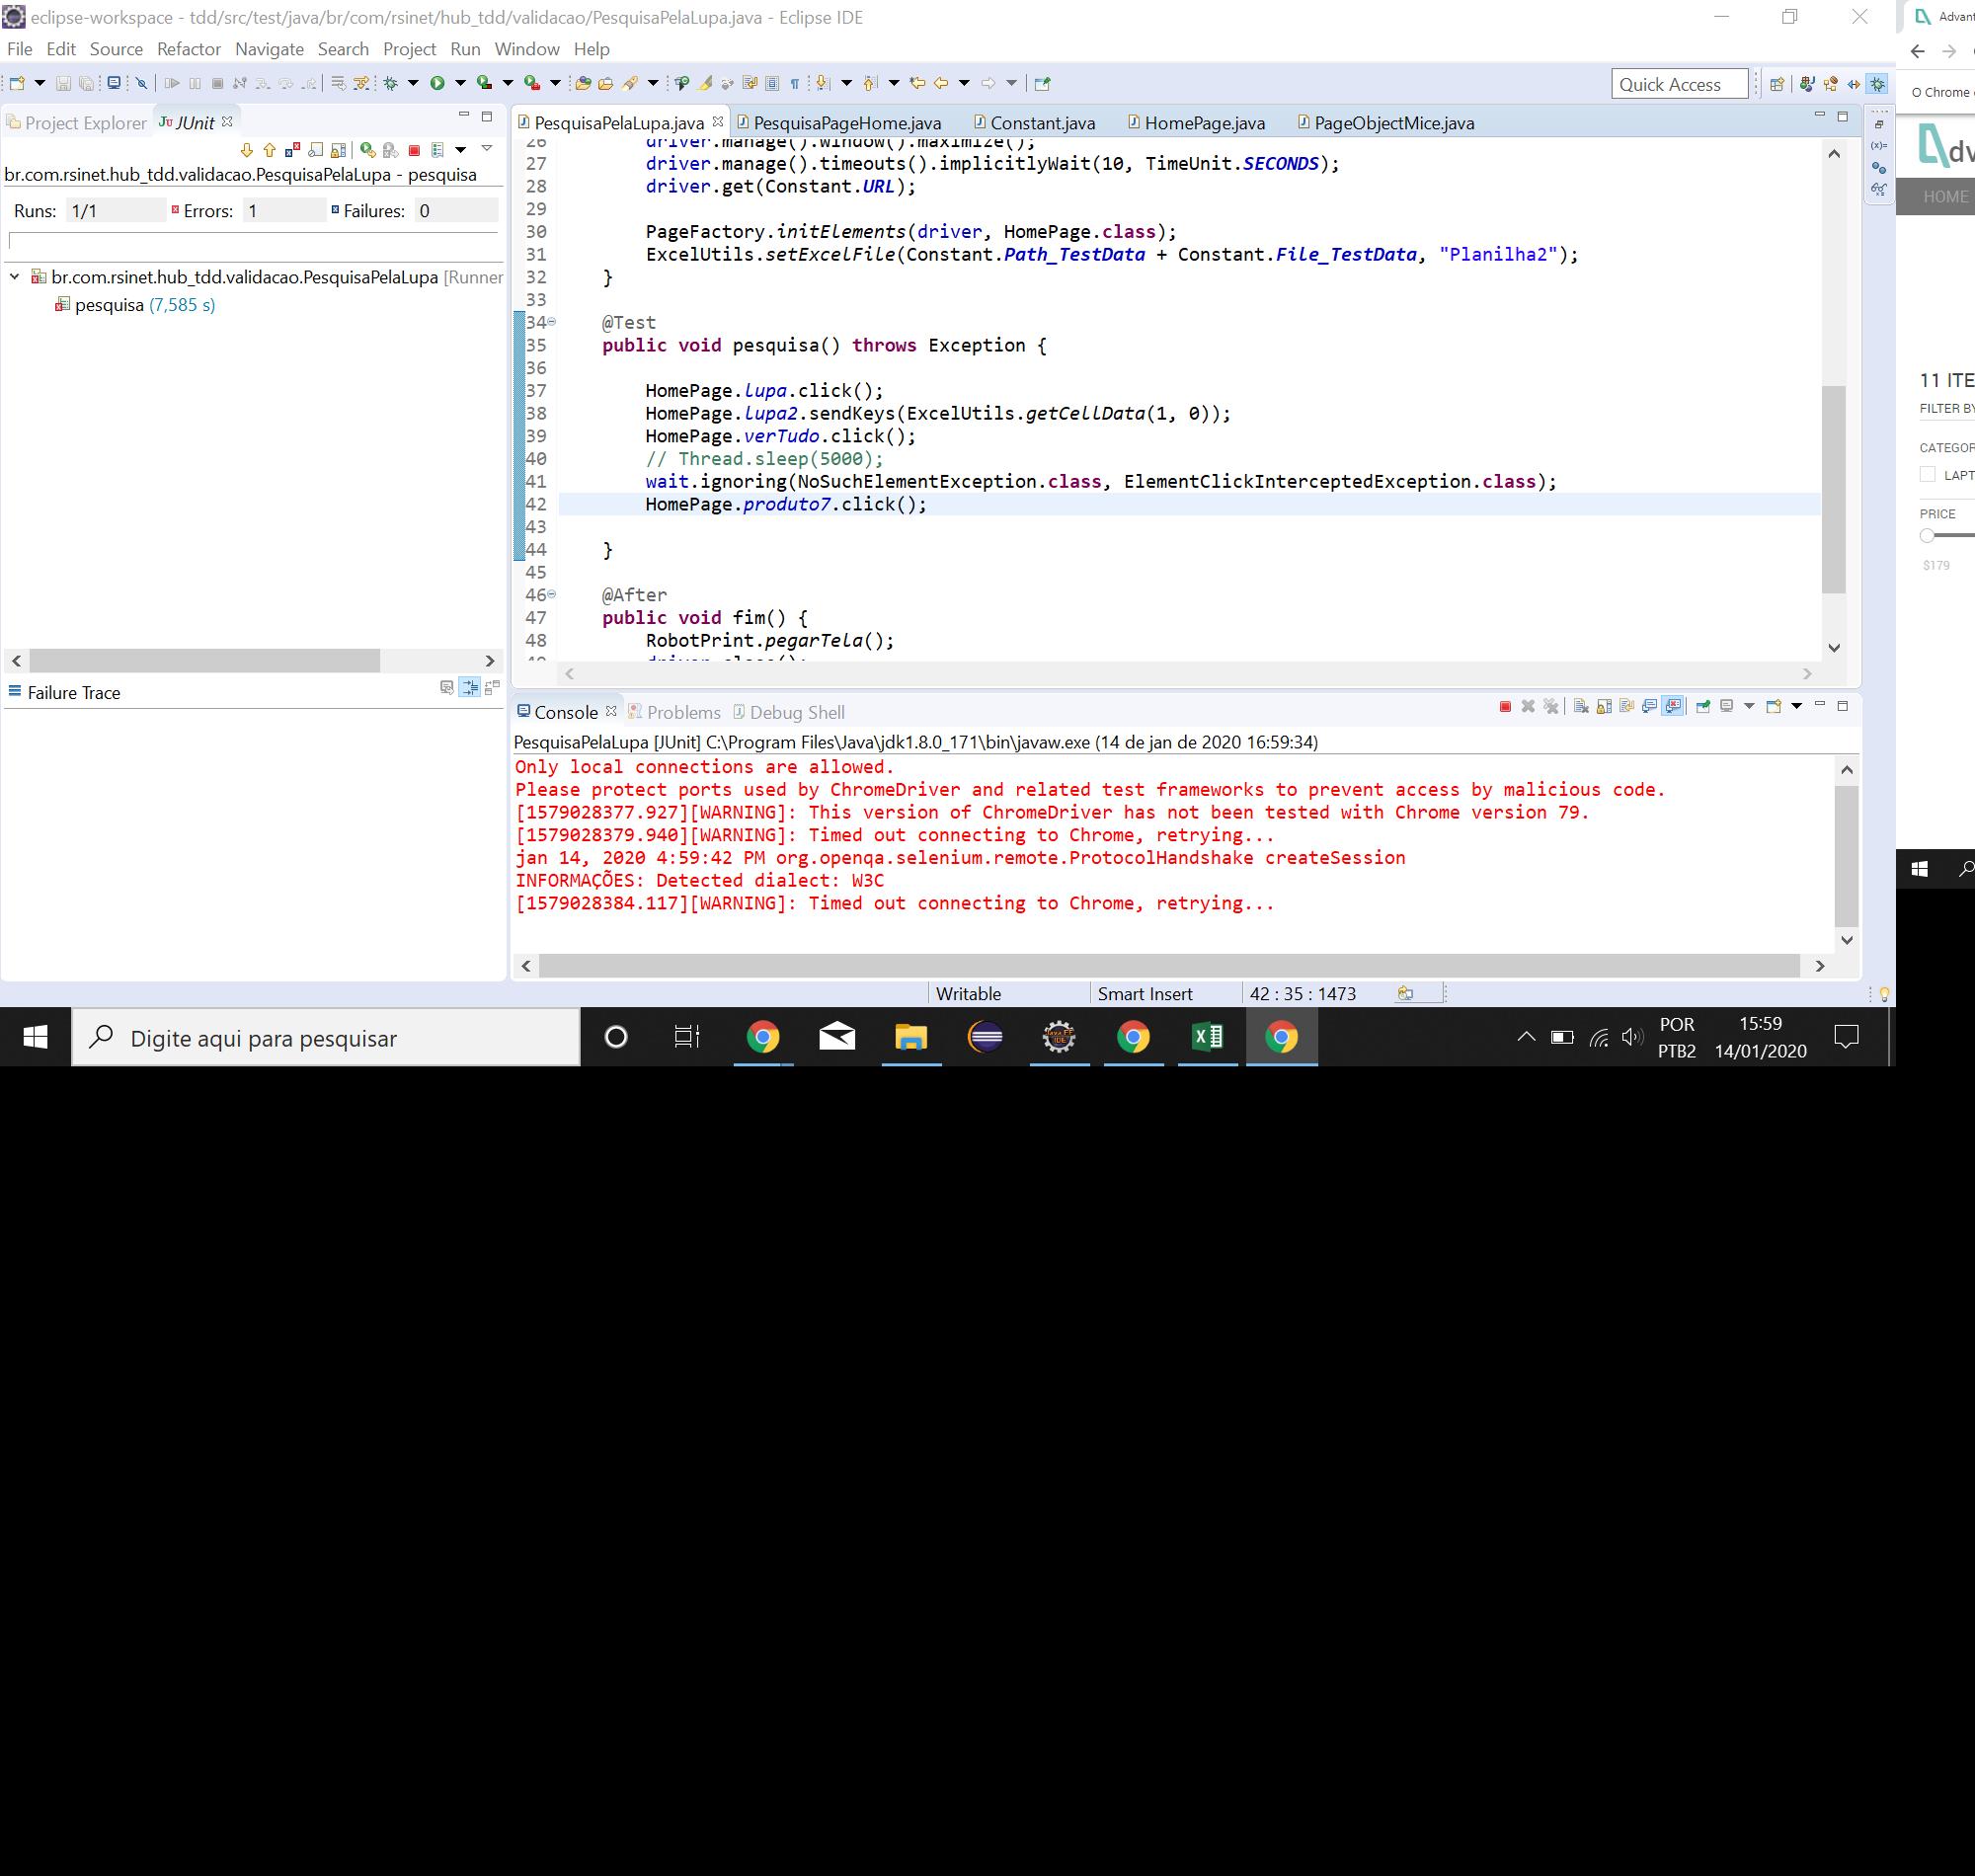 eclipse-workspace - tdd/src/test/java/br/com/rsinet/hub_tdd/validacao/PesquisaPelaLupa.java - Eclipse IDE
File Edit Source Refactor Navigate Search Project Run Window Help
Quick Access
Project Explorer JUnit
br.com.rsinet.hub_tdd.validacao.PesquisaPelaLupa - pesquisa
Runs: 1/1 Errors: 1 Failures: 0
br.com.rsinet.hub_tdd.validacao.PesquisaPelaLupa [Runner
pesquisa (7,585 s)
Failure Trace
PesquisaPelaLupa.java PesquisaPageHome.java Constant.java HomePage.java PageObjectMice.java
26 driver.manage().window().maximize();
27 driver.manage().timeouts().implicitlyWait(10, TimeUnit.SECONDS);
28 driver.get(Constant.URL);
29
30 PageFactory.initElements(driver, HomePage.class);
31 ExcelUtils.setExcelFile(Constant.Path_TestData + Constant.File_TestData, "Planilha2");
32 }
33
34 @Test
35 public void pesquisa() throws Exception {
36
37 HomePage.lupa.click();
38 HomePage.lupa2.sendKeys(ExcelUtils.getCellData(1, 0));
39 HomePage.verTudo.click();
40 // Thread.sleep(5000);
41 wait.ignoring(NoSuchElementException.class, ElementClickInterceptedException.class);
42 HomePage.produto7.click();
43
44 }
45
46 @After
47 public void fim() {
48 RobotPrint.pegarTela();
49 driver.close();
Console Problems Debug Shell
PesquisaPelaLupa [JUnit] C:\Program Files\Java\jdk1.8.0_171\bin\javaw.exe (14 de jan de 2020 16:59:34)
Only local connections are allowed.
Please protect ports used by ChromeDriver and related test frameworks to prevent access by malicious code.
[1579028377.927][WARNING]: This version of ChromeDriver has not been tested with Chrome version 79.
[1579028379.940][WARNING]: Timed out connecting to Chrome, retrying...
jan 14, 2020 4:59:42 PM org.openqa.selenium.remote.ProtocolHandshake createSession
INFORMAÇÕES: Detected dialect: W3C
[1579028384.117][WARNING]: Timed out connecting to Chrome, retrying...
Writable Smart Insert 42 : 35 : 1473
Digite aqui para pesquisar
POR
PTB2
15:59
14/01/2020
Advant
O Chrome
dv
HOME
11 ITE
FILTER BY
CATEGOR
LAPT
PRICE
$179